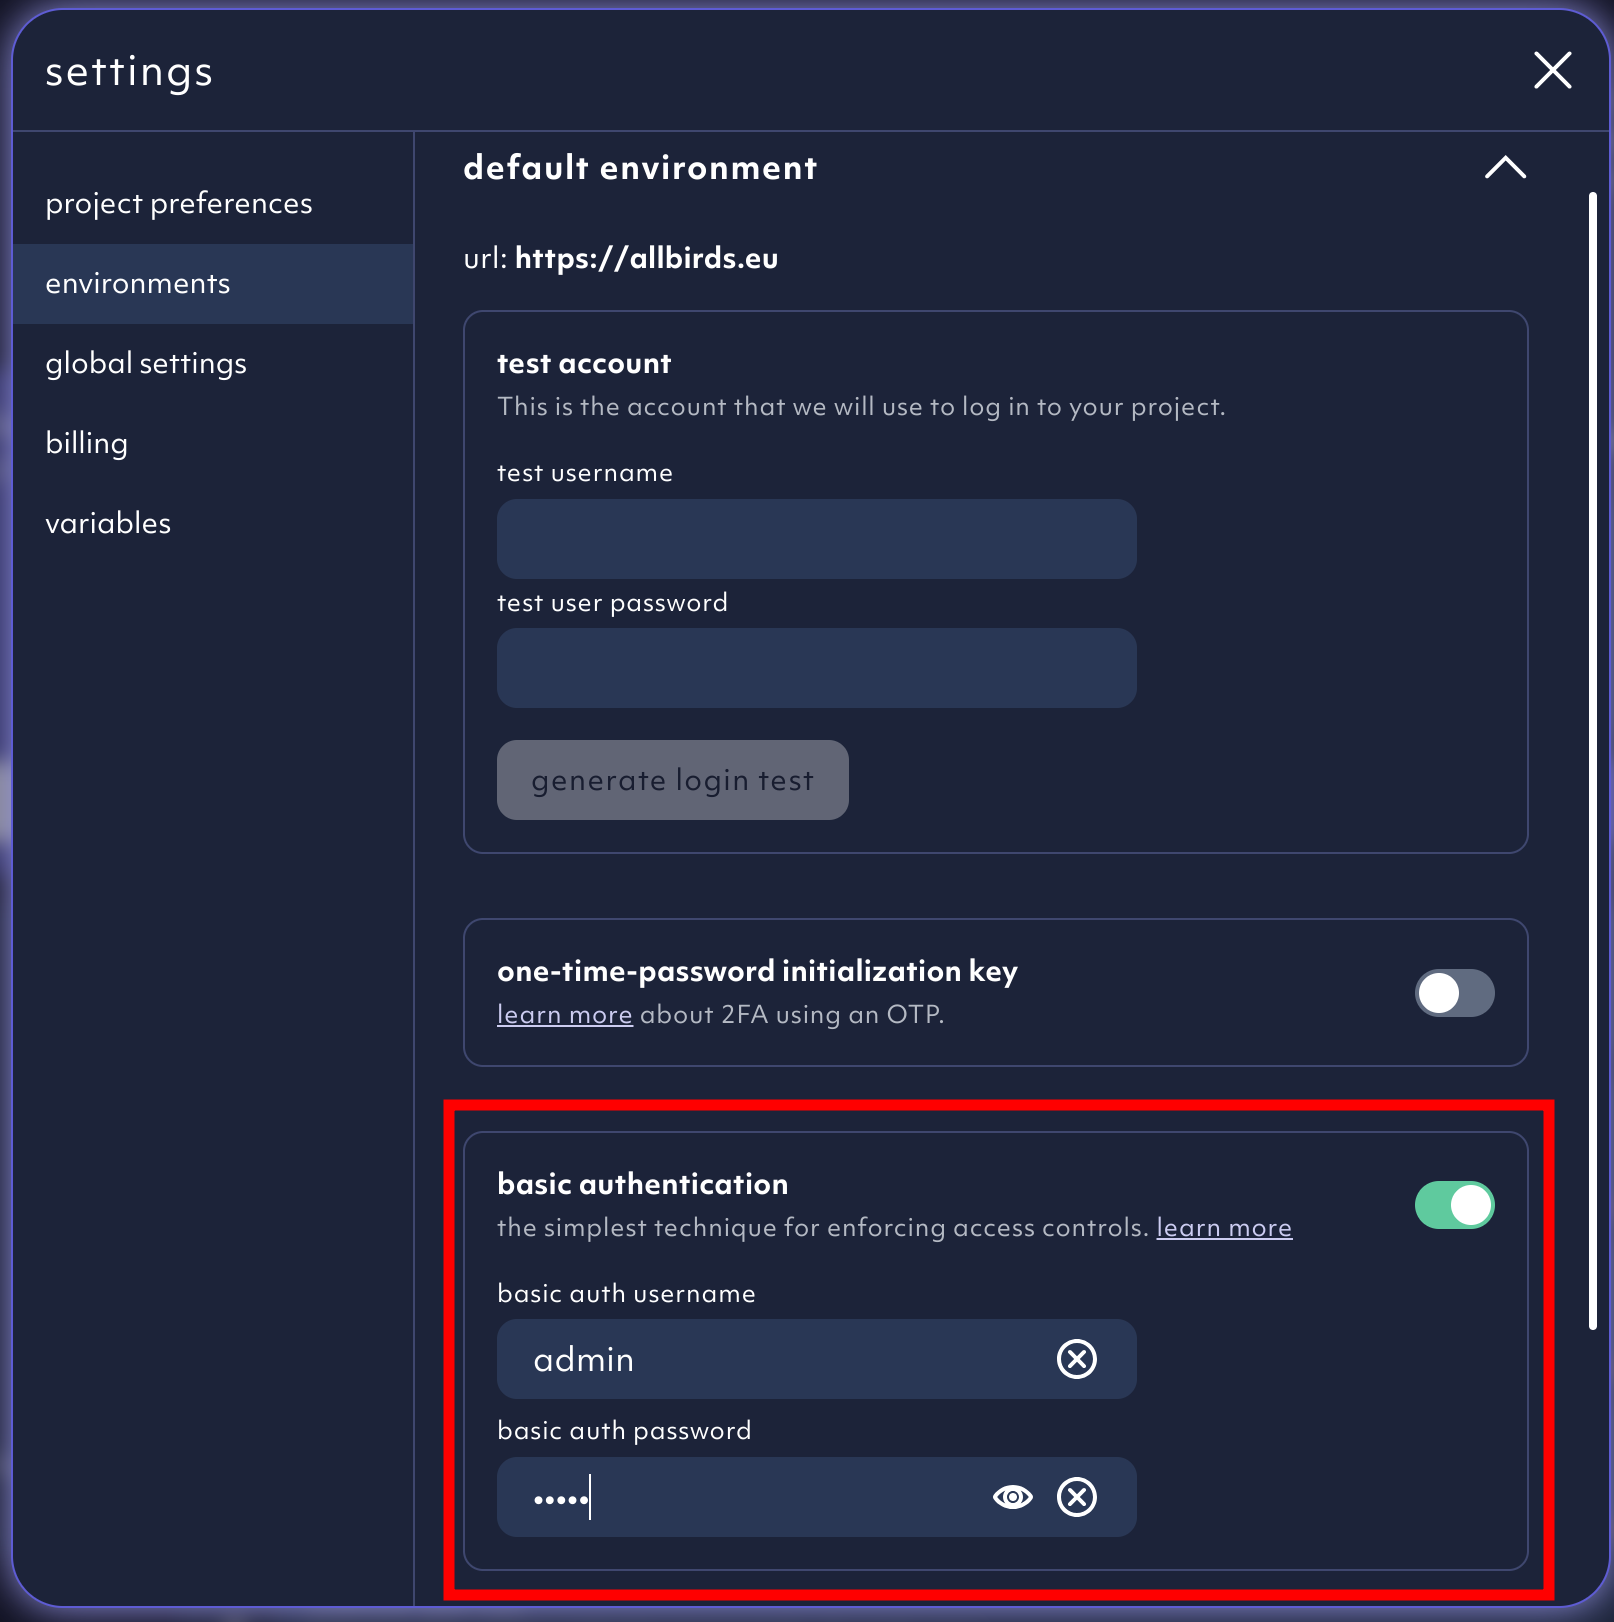 settings
project preferences
environments
global settings
billing
variables
default environment
url: https://allbirds.eu
test account
This is the account that we will use to log in to your project.
test username
test user password
generate login test
one-time-password initialization key
learn more about 2FA using an OTP.
basic authentication
the simplest technique for enforcing access controls. learn more
basic auth username
admin
basic auth password
•••••